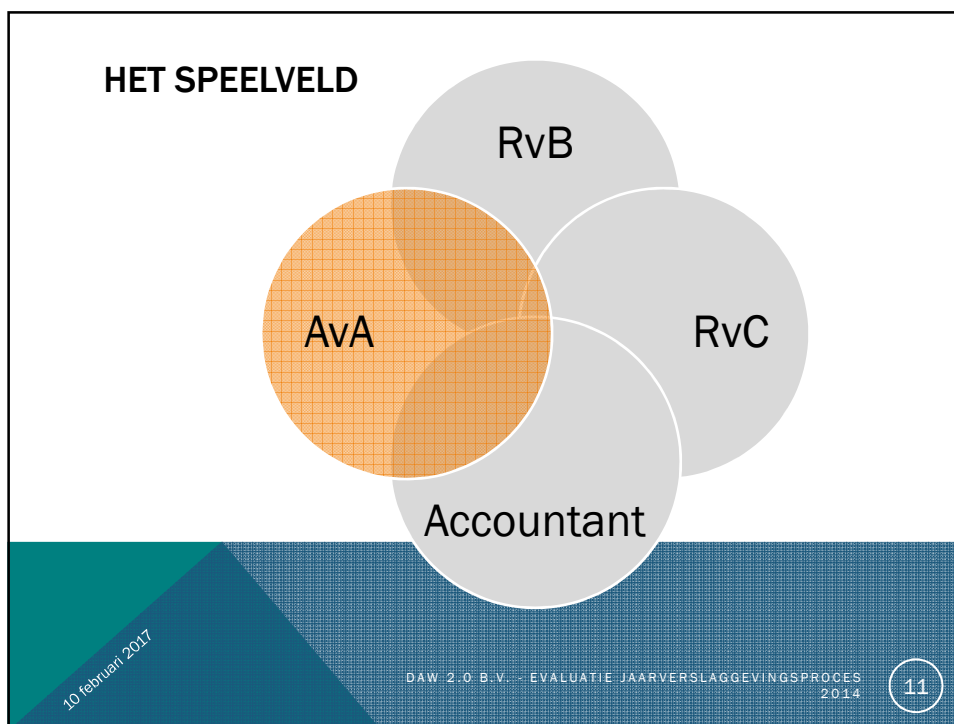 HET SPEELVELD
RvB
AvA
RvC
Accountant
10 februari 2017
DAW 2.0 B.V. - EVALUATIE JAARVERSLAGGEVINGSPROCES
2014
11